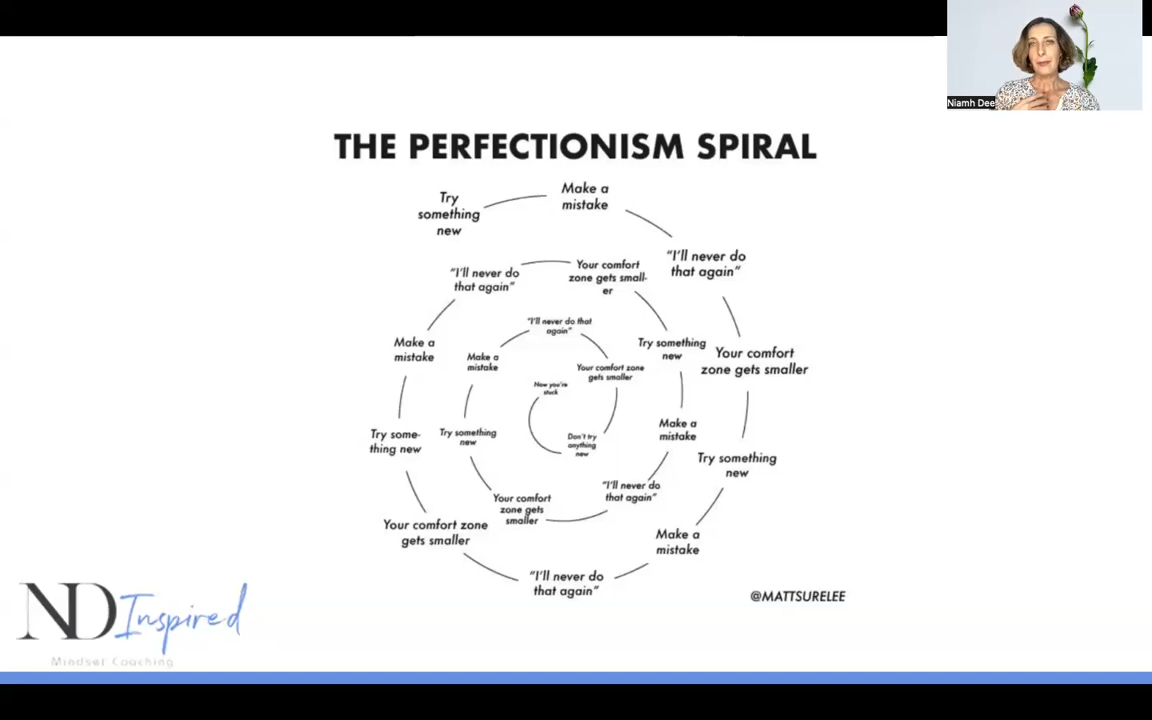 Niamh Dee
THE PERFECTIONISM SPIRAL
Try
something
new
Make a
mistake
"I'll never do
that again"
Your comfort
zone gets smaller
Try something
new
Make a
mistake
"I'll never do
that again"
Your comfort zone
gets smaller
Try some-
thing new
Make a
mistake
"I'll never do
that again"
Your comfort
zone gets small-
er
Try something
new
Make a
mistake
"I'll never do
that again"
Your comfort
zone gets
smaller
Try something
new
Make a
mistake
"I'll never do that
again"
Your comfort zone
gets smaller
Don't try
anything
new
Now you're
stuck
@MATTSURELEE
ND Inspired
Mindset Coaching